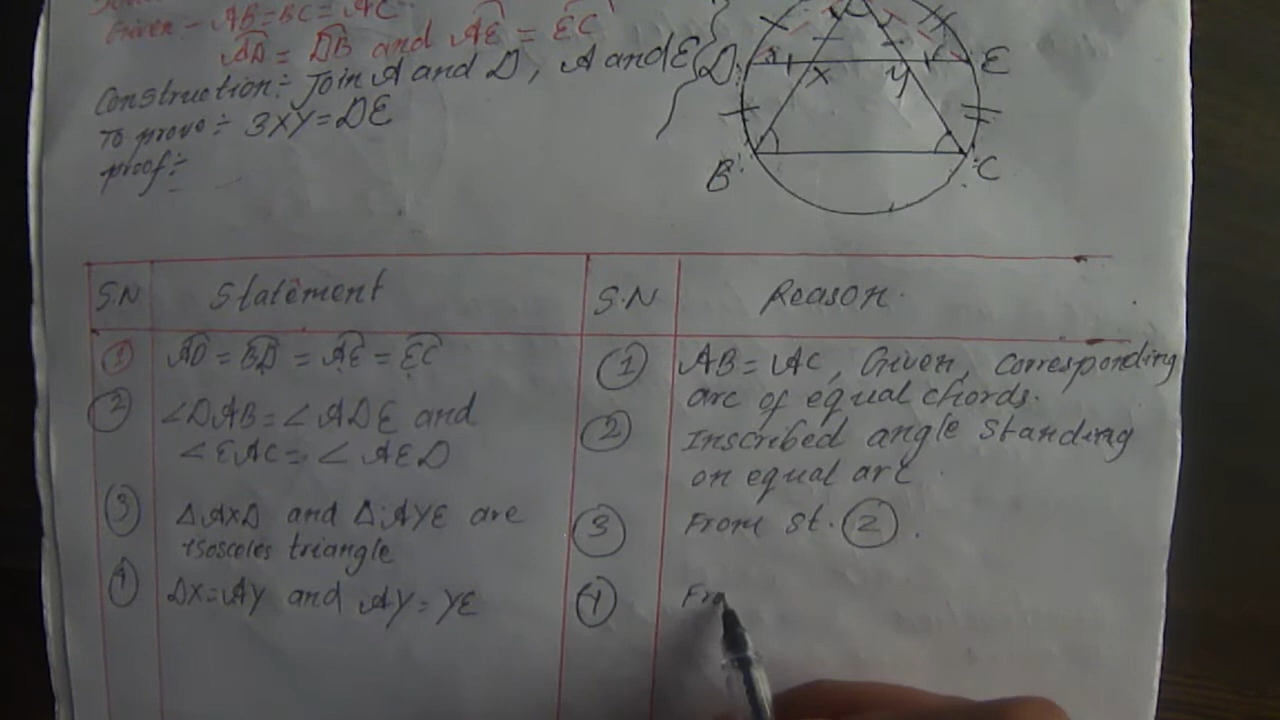 Given - AB = BC = AC
AD = DB and AE = EC
Construction:- Join A and D, A and E
To prove:- 3XY = DE
proof:-
D E
X Y
B C
S.N Statement S.N Reason.
① AD = BD = AE = EC ① AB = AC, Given, corresponding
arc of equal chords.
② ∠DAB = ∠ADE and ② Inscribed angle standing
∠EAC = ∠AED on equal arc
③ ΔAXD and Δ AYE are ③ From st. ②.
isosceles triangle
④ DX = AY and AY = YE ④ Fro